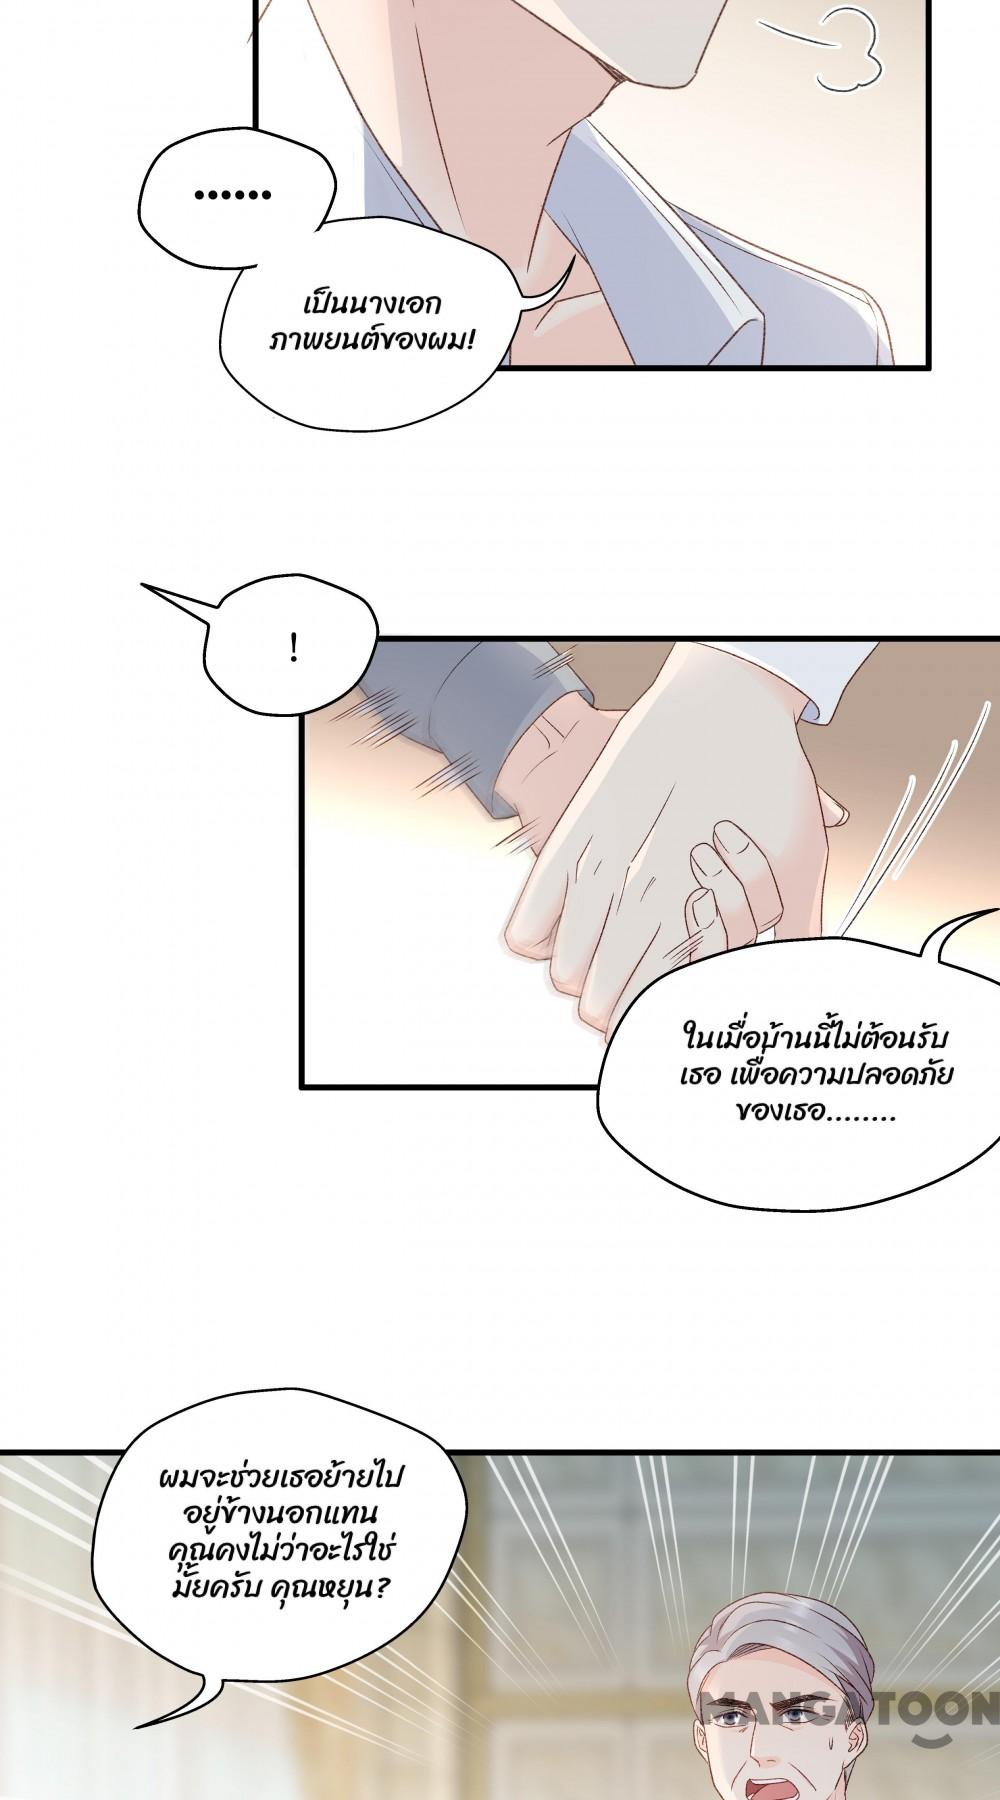 ••••••
เป็นนางเอก
ภาพยนต์ของผม!
!
ในเมื่อบ้านนี้ไม่ต้อนรับ
เธอ เพื่อความปลอดภัย
ของเธอ........
ผมจะช่วยเธอย้ายไป
อยู่ข้างนอกแทน
คุณคงไม่ว่าอะไรใช่
มั้ยครับ คุณหยุน?
MANGATOON